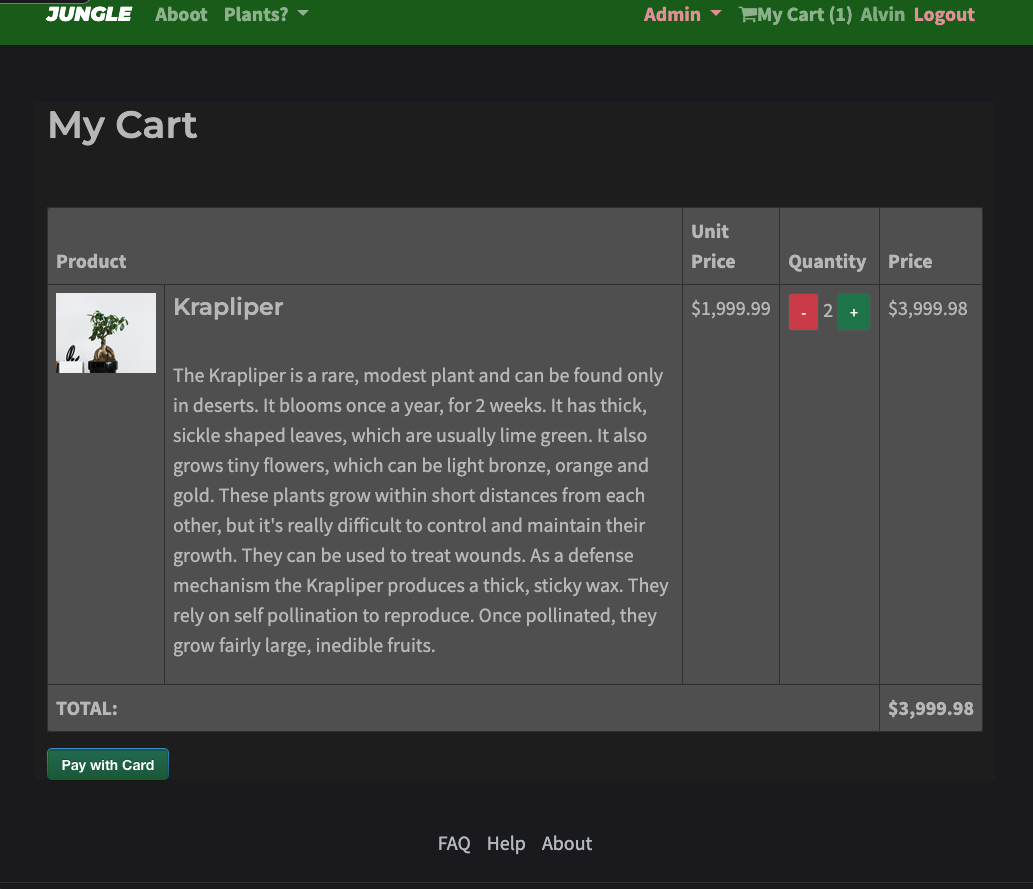 JUNGLE Aboot Plants? Admin My Cart (1) Alvin Logout
My Cart
Product Unit Price Quantity Price
Krapliper $1,999.99 - 2 + $3,999.98
The Krapliper is a rare, modest plant and can be found only
in deserts. It blooms once a year, for 2 weeks. It has thick,
sickle shaped leaves, which are usually lime green. It also
grows tiny flowers, which can be light bronze, orange and
gold. These plants grow within short distances from each
other, but it's really difficult to control and maintain their
growth. They can be used to treat wounds. As a defense
mechanism the Krapliper produces a thick, sticky wax. They
rely on self pollination to reproduce. Once pollinated, they
grow fairly large, inedible fruits.
TOTAL: $3,999.98
Pay with Card
FAQ Help About